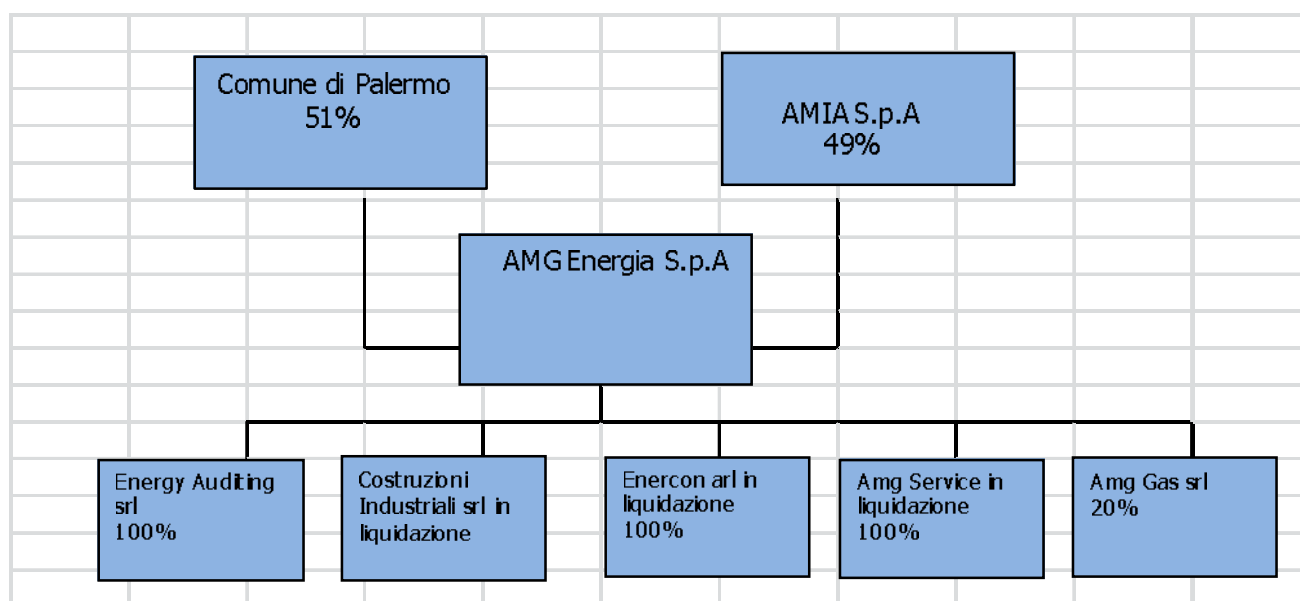 Comune di Palermo
51%
AMIA S.p.A
49%
AMG Energia S.p.A
Energy Auditing
srl
100%
Costruzioni
Industriali srl in
liquidazione
Enercon arl in
liquidazione
100%
Amg Service in
liquidazione
100%
Amg Gas srl
20%